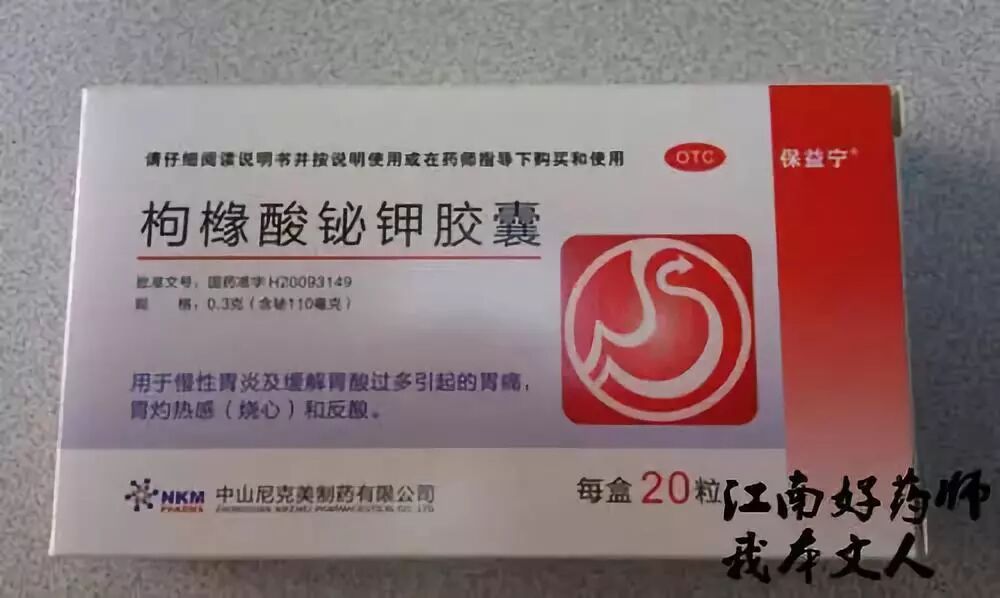 请仔细阅读说明书并按说明使用或在药师指导下购买和使用
OTC
保益宁®
枸橼酸铋钾胶囊
批准文号：国药准字H20093149
规 格：0.3克（含铋110毫克）
用于慢性胃炎及缓解胃酸过多引起的胃痛，
胃灼热感（烧心）和反酸。
NKM
PHARMA
中山尼克美制药有限公司
每盒20粒
江南好药师
我本文人